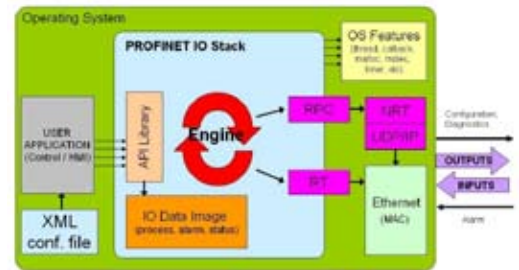 Operating System
PROFINET IO Stack
OS Features
(thread, callback,
malloc, mutex,
timer, etc)
USER
APPLICATION
(Control / HMI)
API Library
Engine
RPC
NRT
UDP/IP
RT
Configuration,
Diagnostics
OUTPUTS
INPUTS
Alarm
Ethernet
(MAC)
XML
conf. file
IO Data Image
(process, alarm, status)